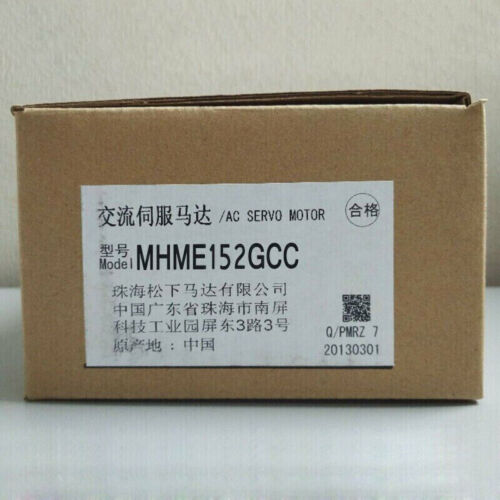 交流伺服马达 /AC SERVO MOTOR
合格
型号
Model MHME152GCC
珠海松下马达有限公司
中国广东省珠海市南屏
科技工业园屏东3路3号
原产地：中国
Q/PMRZ 7
20130301